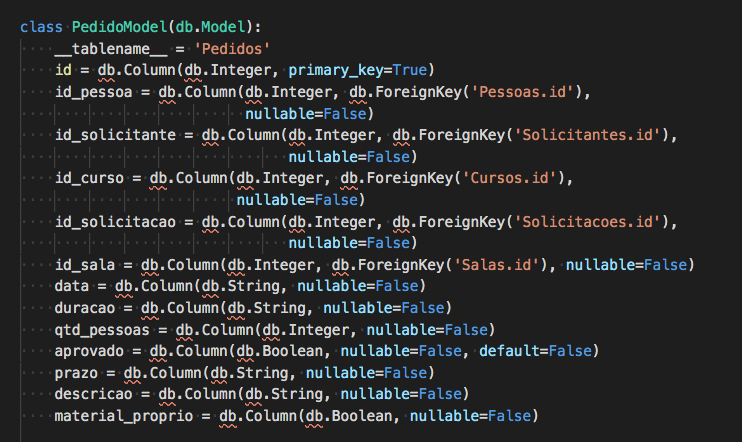 class PedidoModel(db.Model):
    __tablename__ = 'Pedidos'
    id = db.Column(db.Integer, primary_key=True)
    id_pessoa = db.Column(db.Integer, db.ForeignKey('Pessoas.id'),
                          nullable=False)
    id_solicitante = db.Column(db.Integer, db.ForeignKey('Solicitantes.id'),
                               nullable=False)
    id_curso = db.Column(db.Integer, db.ForeignKey('Cursos.id'),
                         nullable=False)
    id_solicitacao = db.Column(db.Integer, db.ForeignKey('Solicitacoes.id'),
                               nullable=False)
    id_sala = db.Column(db.Integer, db.ForeignKey('Salas.id'), nullable=False)
    data = db.Column(db.String, nullable=False)
    duracao = db.Column(db.String, nullable=False)
    qtd_pessoas = db.Column(db.Integer, nullable=False)
    aprovado = db.Column(db.Boolean, nullable=False, default=False)
    prazo = db.Column(db.String, nullable=False)
    descricao = db.Column(db.String, nullable=False)
    material_proprio = db.Column(db.Boolean, nullable=False)